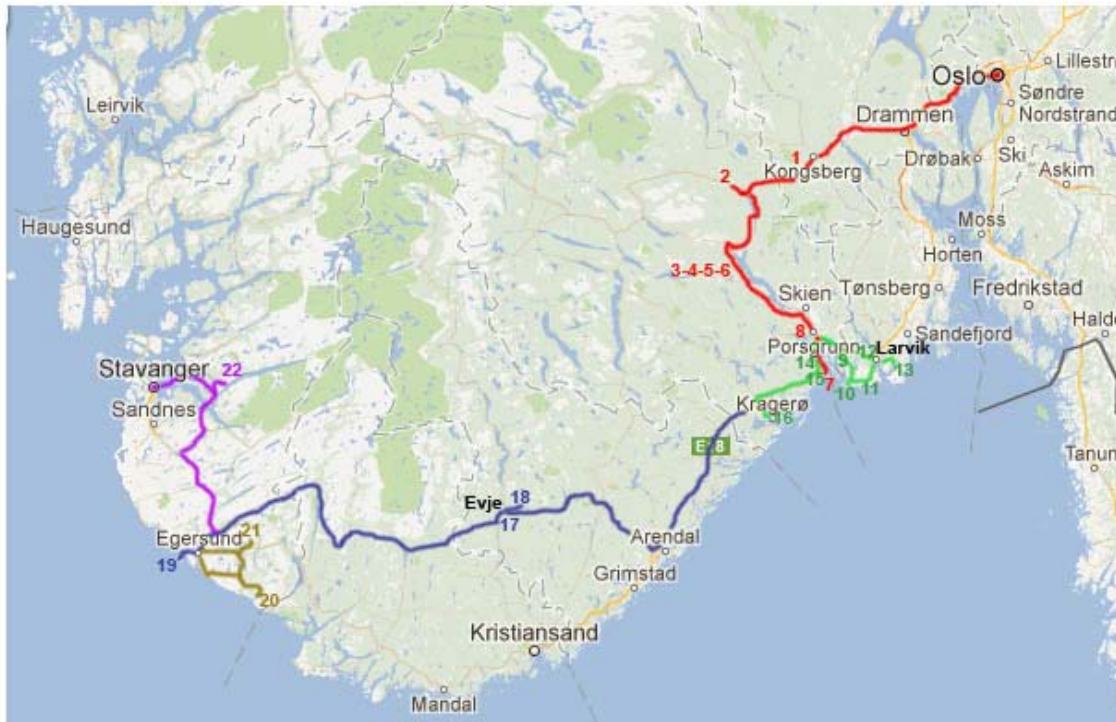 Oslo
Lillestr
Leirvik
Søndre
Nordstrand
Drammen
Ski
Drøbak
Askim
1
Kongsberg
2
Haugesund
Moss
Horten
3-4-5-6
Skien
Tønsberg
Fredrikstad
Halde
8
Sandefjord
Porsgrunn
12
Larvik
Stavanger
22
14
9
13
15
7
10
11
Sandnes
Kragerø
16
E18
Tanum
Evje
18
17
Egersund
21
Arendal
19
Grimstad
20
Kristiansand
Mandal